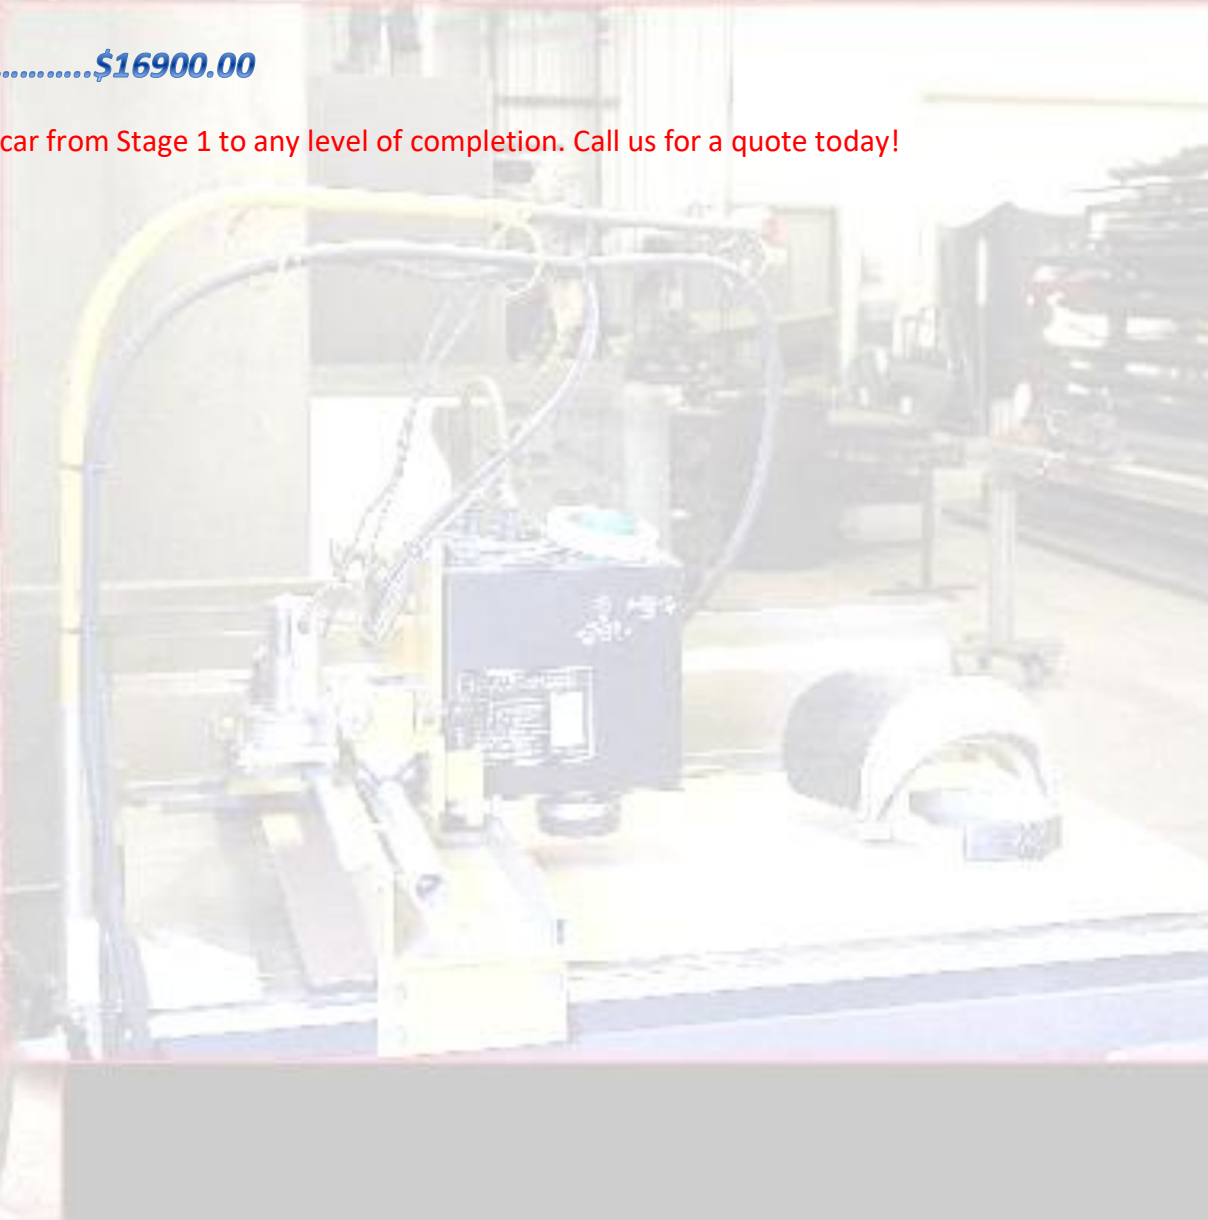 ............$16900.00
car from Stage 1 to any level of completion. Call us for a quote today!